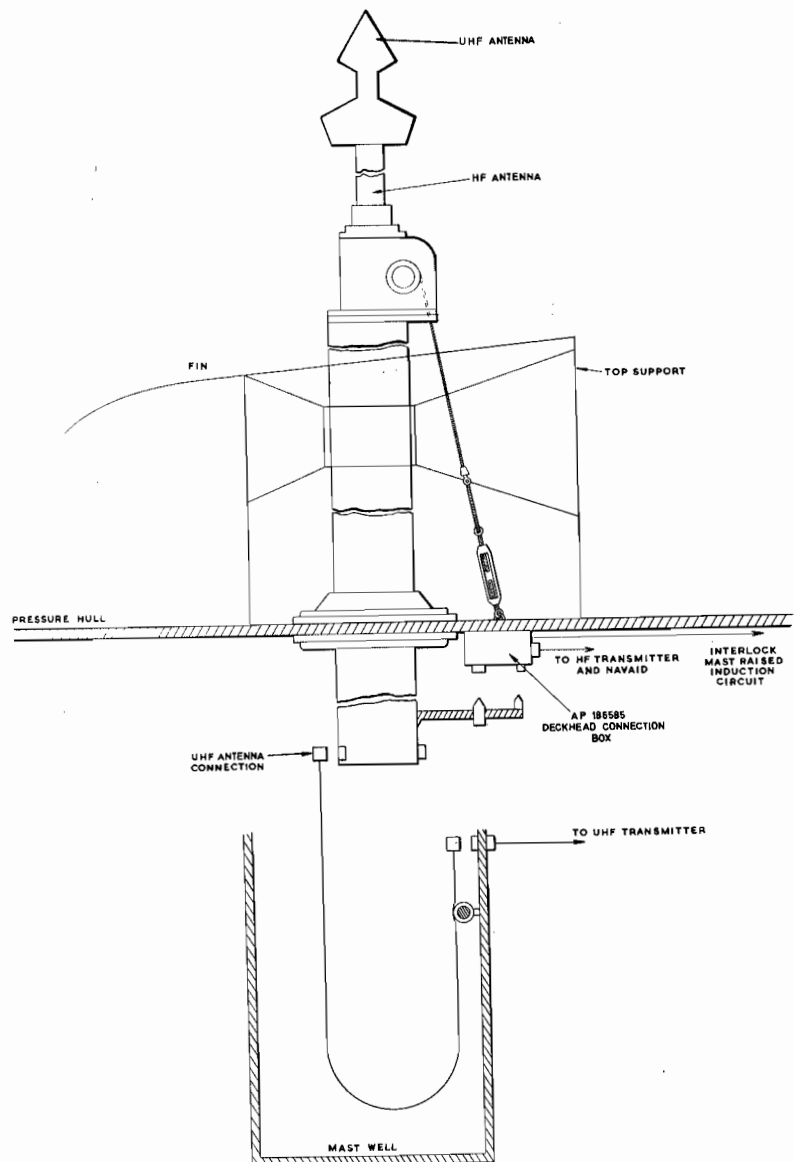 UHF ANTENNA
HF ANTENNA
FIN
TOP SUPPORT
PRESSURE HULL
TO HF TRANSMITTER
AND NAVAID
INTERLOCK
MAST RAISED
INDUCTION
CIRCUIT
AP 186585
DECKHEAD CONNECTION
BOX
UHF ANTENNA
CONNECTION
TO UHF TRANSMITTER
MAST WELL